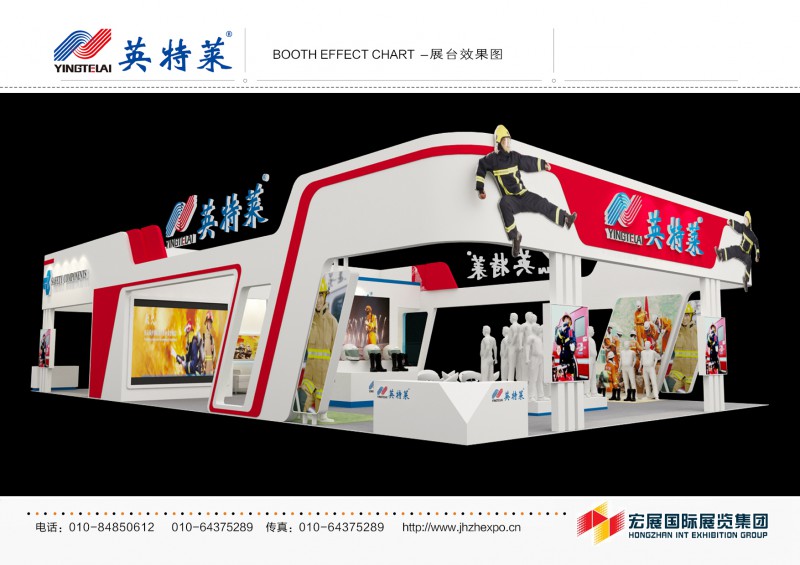 YINGTELAI 英特莱®
BOOTH EFFECT CHART –展台效果图
YINGTELAI 英特莱®
YINGTELAI 英特莱®
SAFETY COMPONENTS
英特莱
英特莱
英特莱
电话：010-84850612 010-64375289 传真：010-64375289 http://www.jhzhexpo.cn
宏展国际展览集团
HONGZHAN INT EXHIBITION GROUP